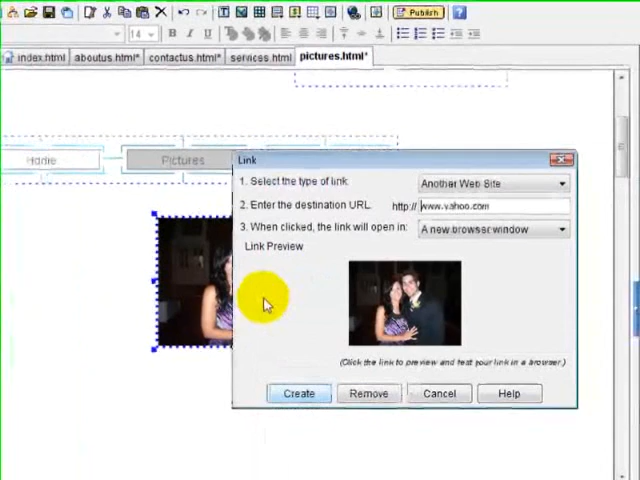 Publish
14
index.html aboutus.html* contactus.html* services.html pictures.html*
Home
Pictures
Link
1. Select the type of link
Another Web Site
2. Enter the destination URL.
http:// www.yahoo.com
3. When clicked, the link will open in:
A new browser window
Link Preview
(Click the link to preview and test your link in a browser.)
Create Remove Cancel Help